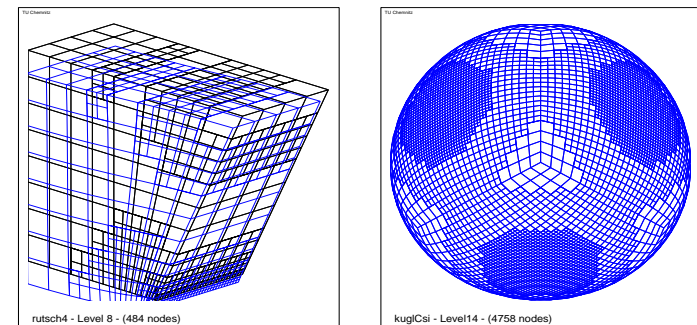 TU Chemnitz
rutsch4 - Level 8 - (484 nodes)
TU Chemnitz
kuglCsi - Level14 - (4758 nodes)